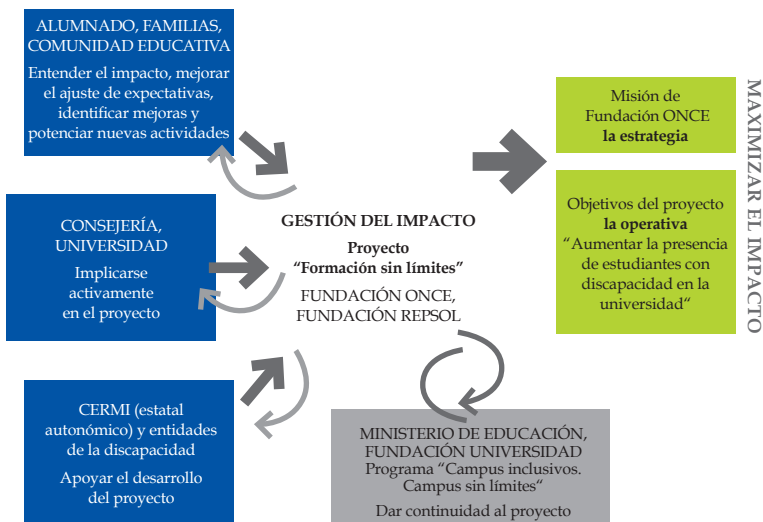 ALUMNADO, FAMILIAS,
COMUNIDAD EDUCATIVA
Entender el impacto, mejorar
el ajuste de expectativas,
identificar mejoras y
potenciar nuevas actividades
CONSEJERÍA,
UNIVERSIDAD
Implicarse
activamente
en el proyecto
CERMI (estatal
autonómico) y entidades
de la discapacidad
Apoyar el desarrollo
del proyecto
GESTIÓN DEL IMPACTO
Proyecto
“Formación sin límites”
FUNDACIÓN ONCE,
FUNDACIÓN REPSOL
MINISTERIO DE EDUCACIÓN,
FUNDACIÓN UNIVERSIDAD
Programa “Campus inclusivos.
Campus sin límites“
Dar continuidad al proyecto
Misión de
Fundación ONCE
la estrategia
Objetivos del proyecto
la operativa
“Aumentar la presencia
de estudiantes con
discapacidad en la
universidad“
MAXIMIZAR EL IMPACTO